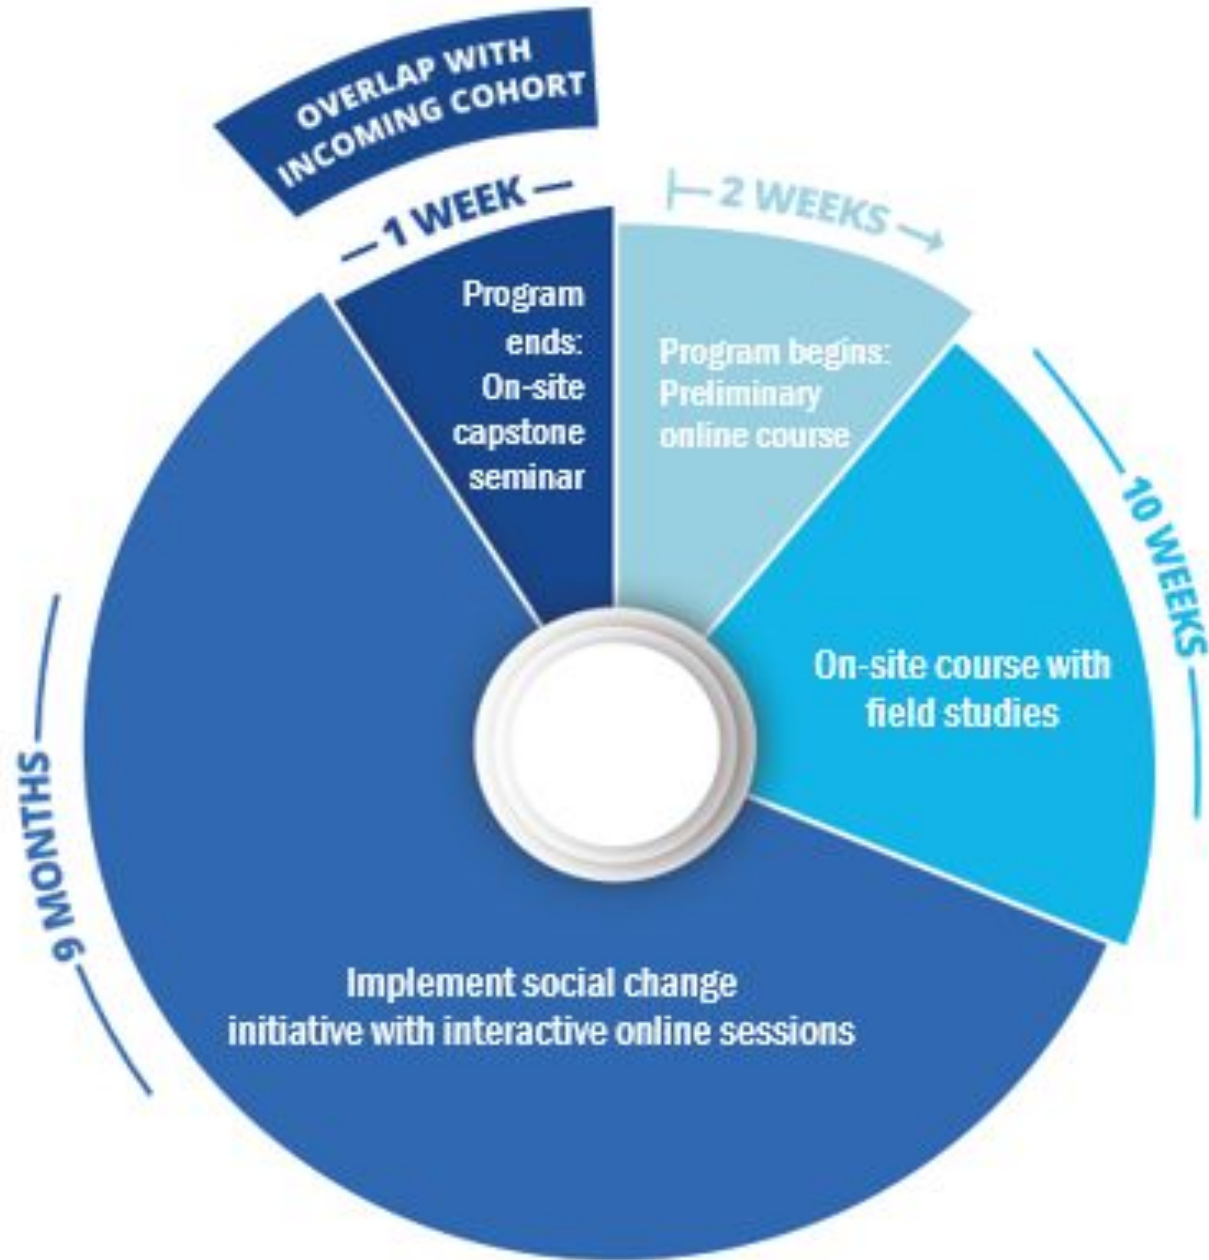 OVERLAP WITH
INCOMING COHORT
1 WEEK
Program
ends:
On-site
capstone
seminar
2 WEEKS
Program begins:
Preliminary
online course
10 WEEKS
On-site course with
field studies
9 MONTHS
Implement social change
initiative with interactive online sessions